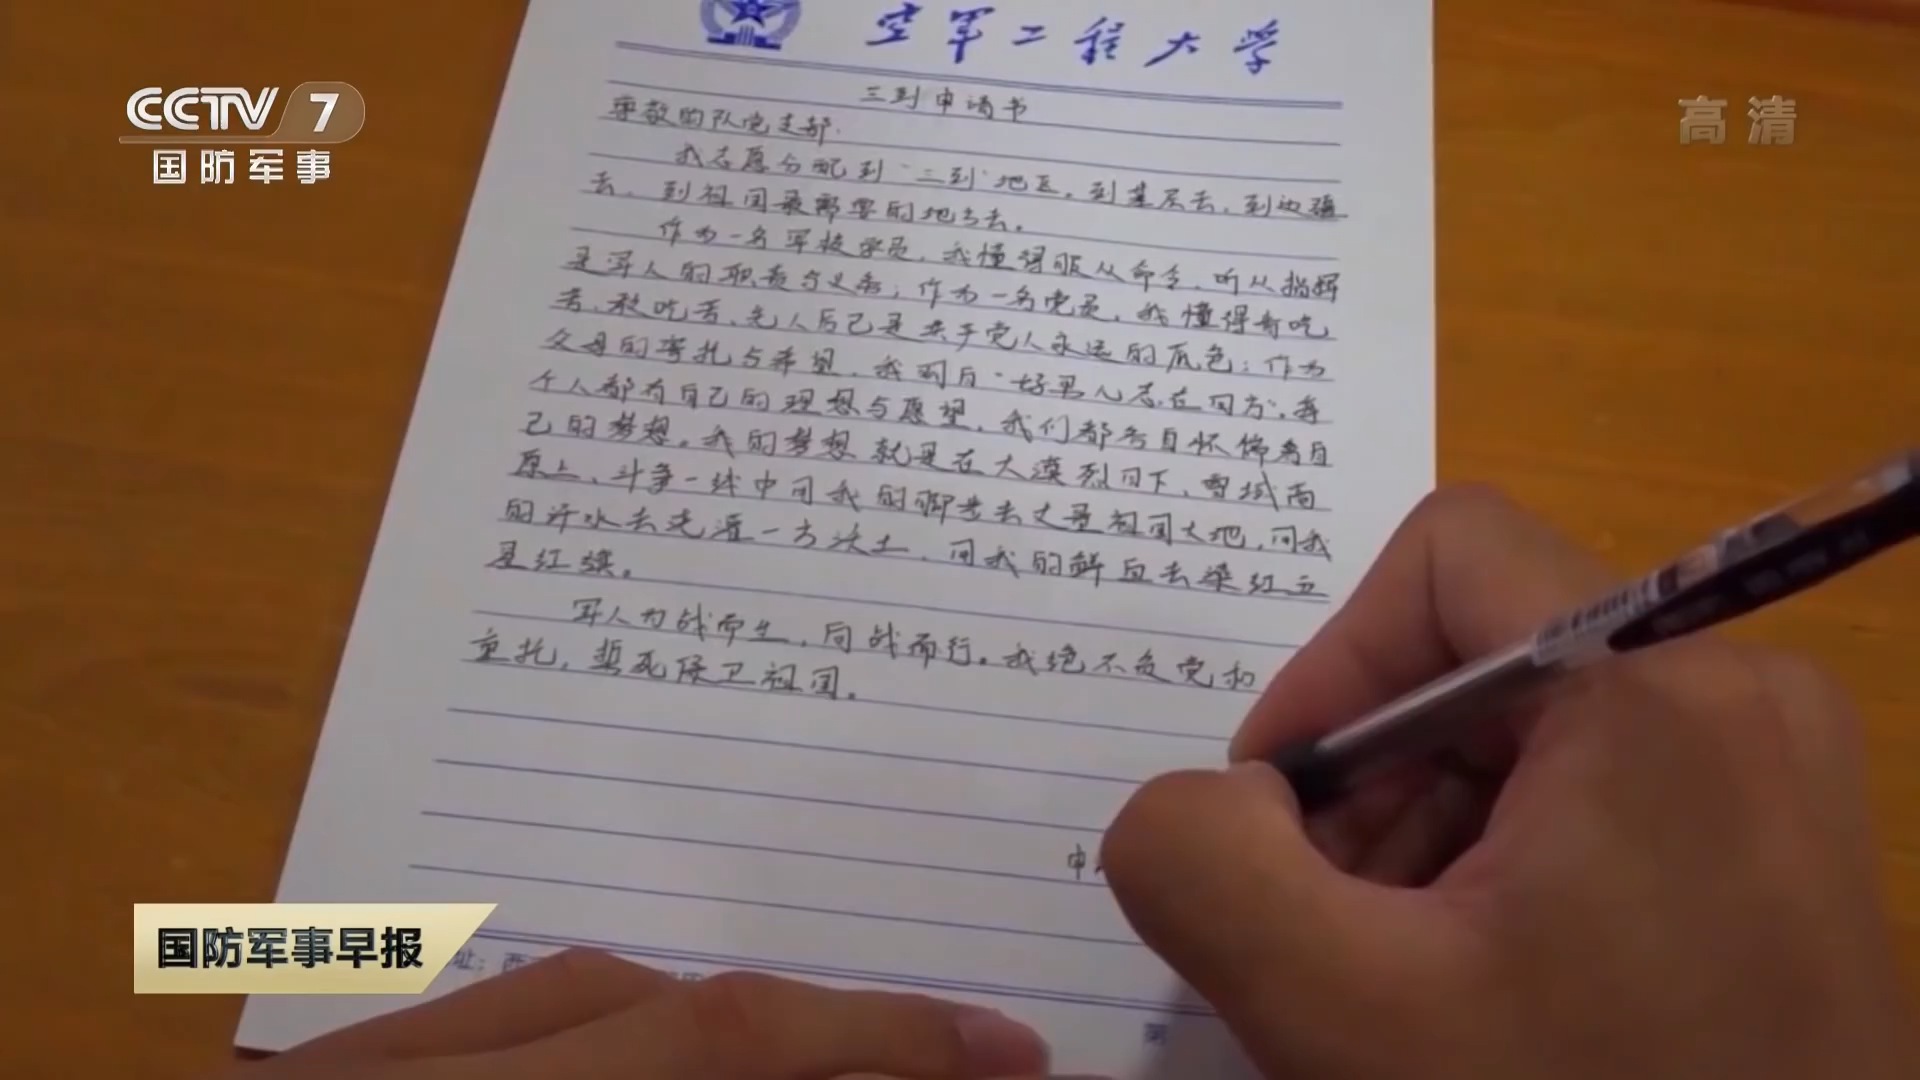 空军工程大学
CCTV 7
国防军事
高清
三到申请书
尊敬的队党支部：
我志愿分配到“三到”地区，到基层去，到边疆
去，到祖国最需要的地方去。
作为一名军校学员，我懂得服从命令、听从指挥
是军人的职责与义务；作为一名党员，我懂得能吃
苦、敢吃苦、先人后己是共产党人永远的底色；作为
父母的寄托与希望，我明白“好男儿志在四方”。每
个人都有自己的理想与愿望，我们都各自怀揣着自
己的梦想。我的梦想就是在大漠烈日下、雪域高
原上、斗争一线中用我的脚步去丈量祖国大地，用我
的汗水去浇灌一方沃土，用我的鲜血去染红五
星红旗。
军人为战而生，向战而行。我绝不负党和
重托，誓死保卫祖国。
申
国防军事早报
址：西
第